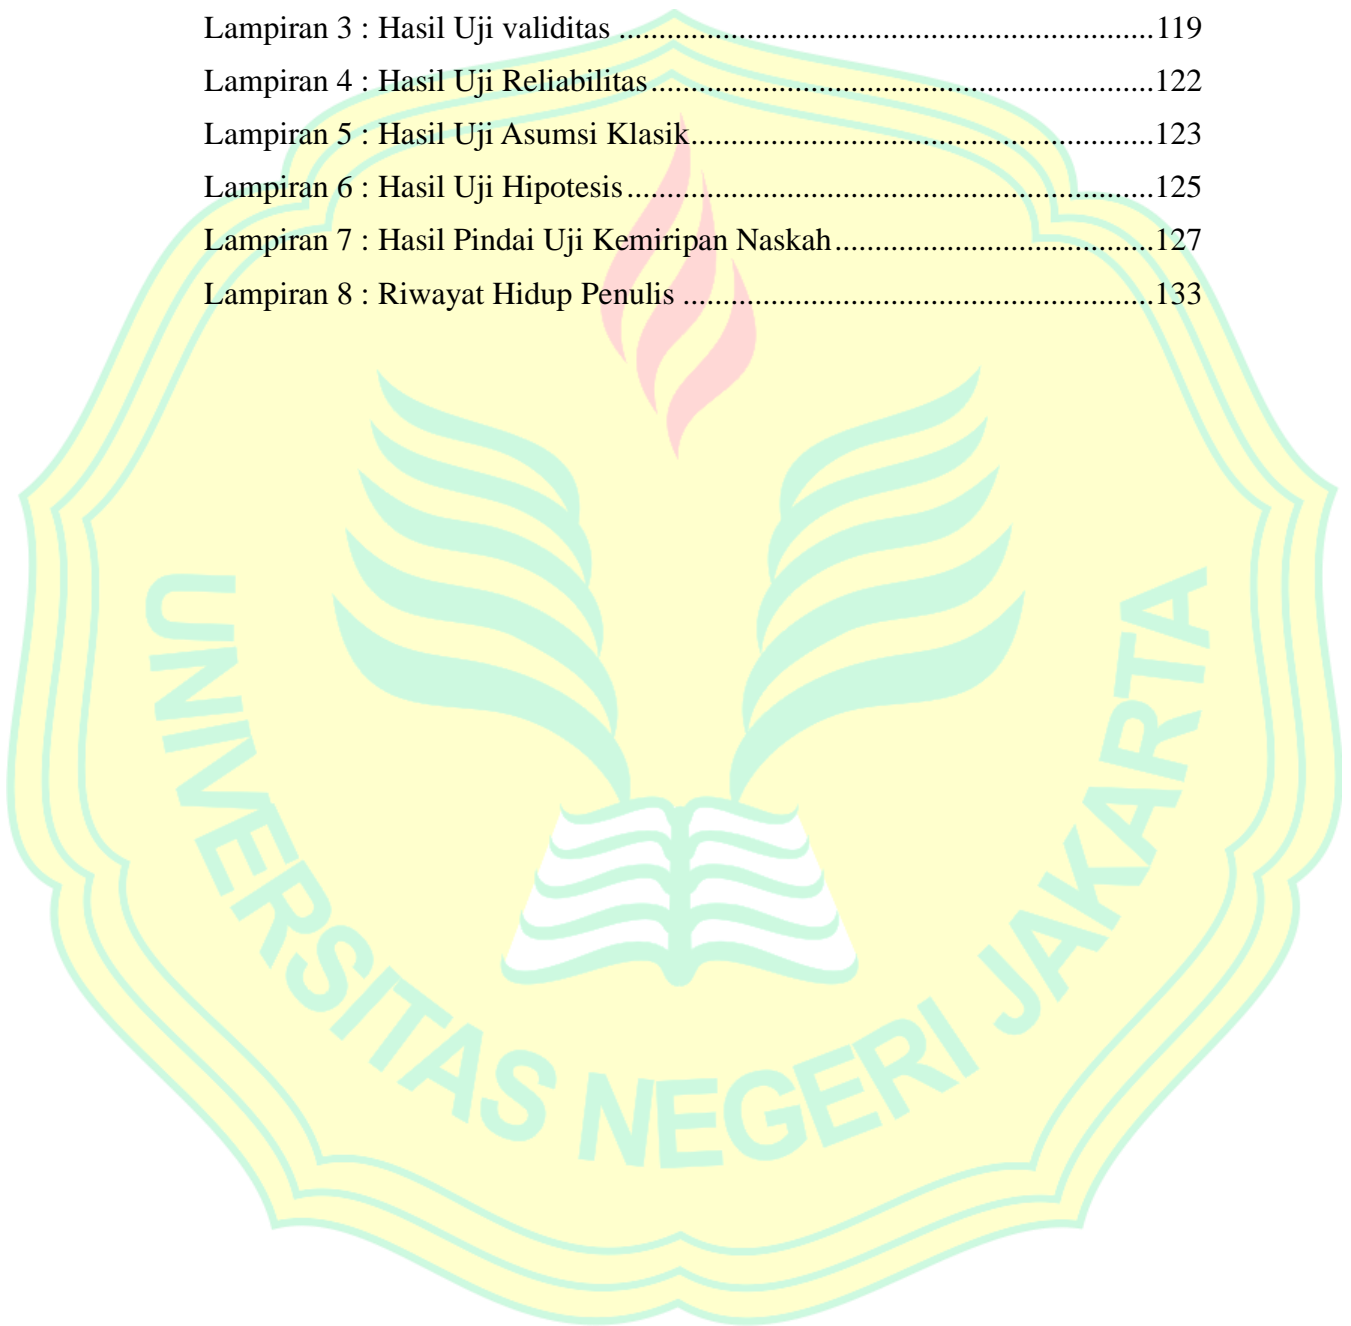 Lampiran 3 : Hasil Uji validitas ....................................................................119
Lampiran 4 : Hasil Uji Reliabilitas................................................................122
Lampiran 5 : Hasil Uji Asumsi Klasik...........................................................123
Lampiran 6 : Hasil Uji Hipotesis...................................................................125
Lampiran 7 : Hasil Pindai Uji Kemiripan Naskah.........................................127
Lampiran 8 : Riwayat Hidup Penulis ............................................................133
UNIVERSITAS NEGERI JAKARTA